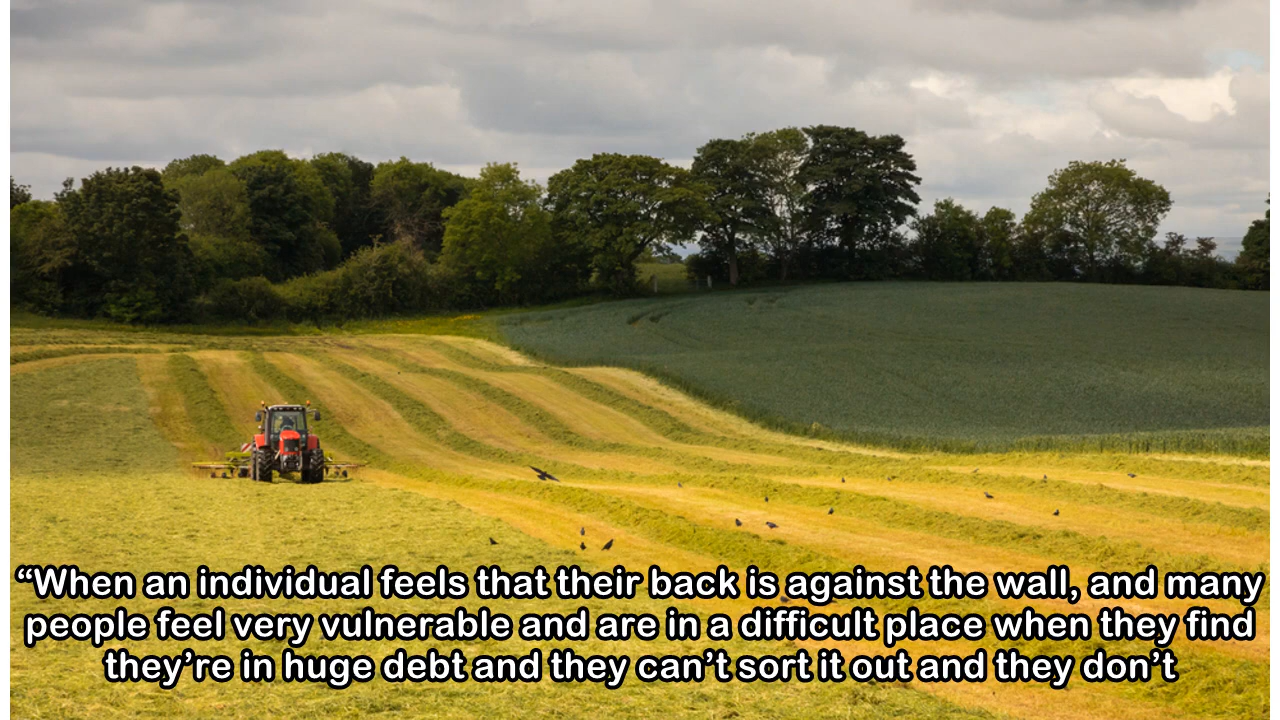 “When an individual feels that their back is against the wall, and many
people feel very vulnerable and are in a difficult place when they find
they’re in huge debt and they can’t sort it out and they don’t